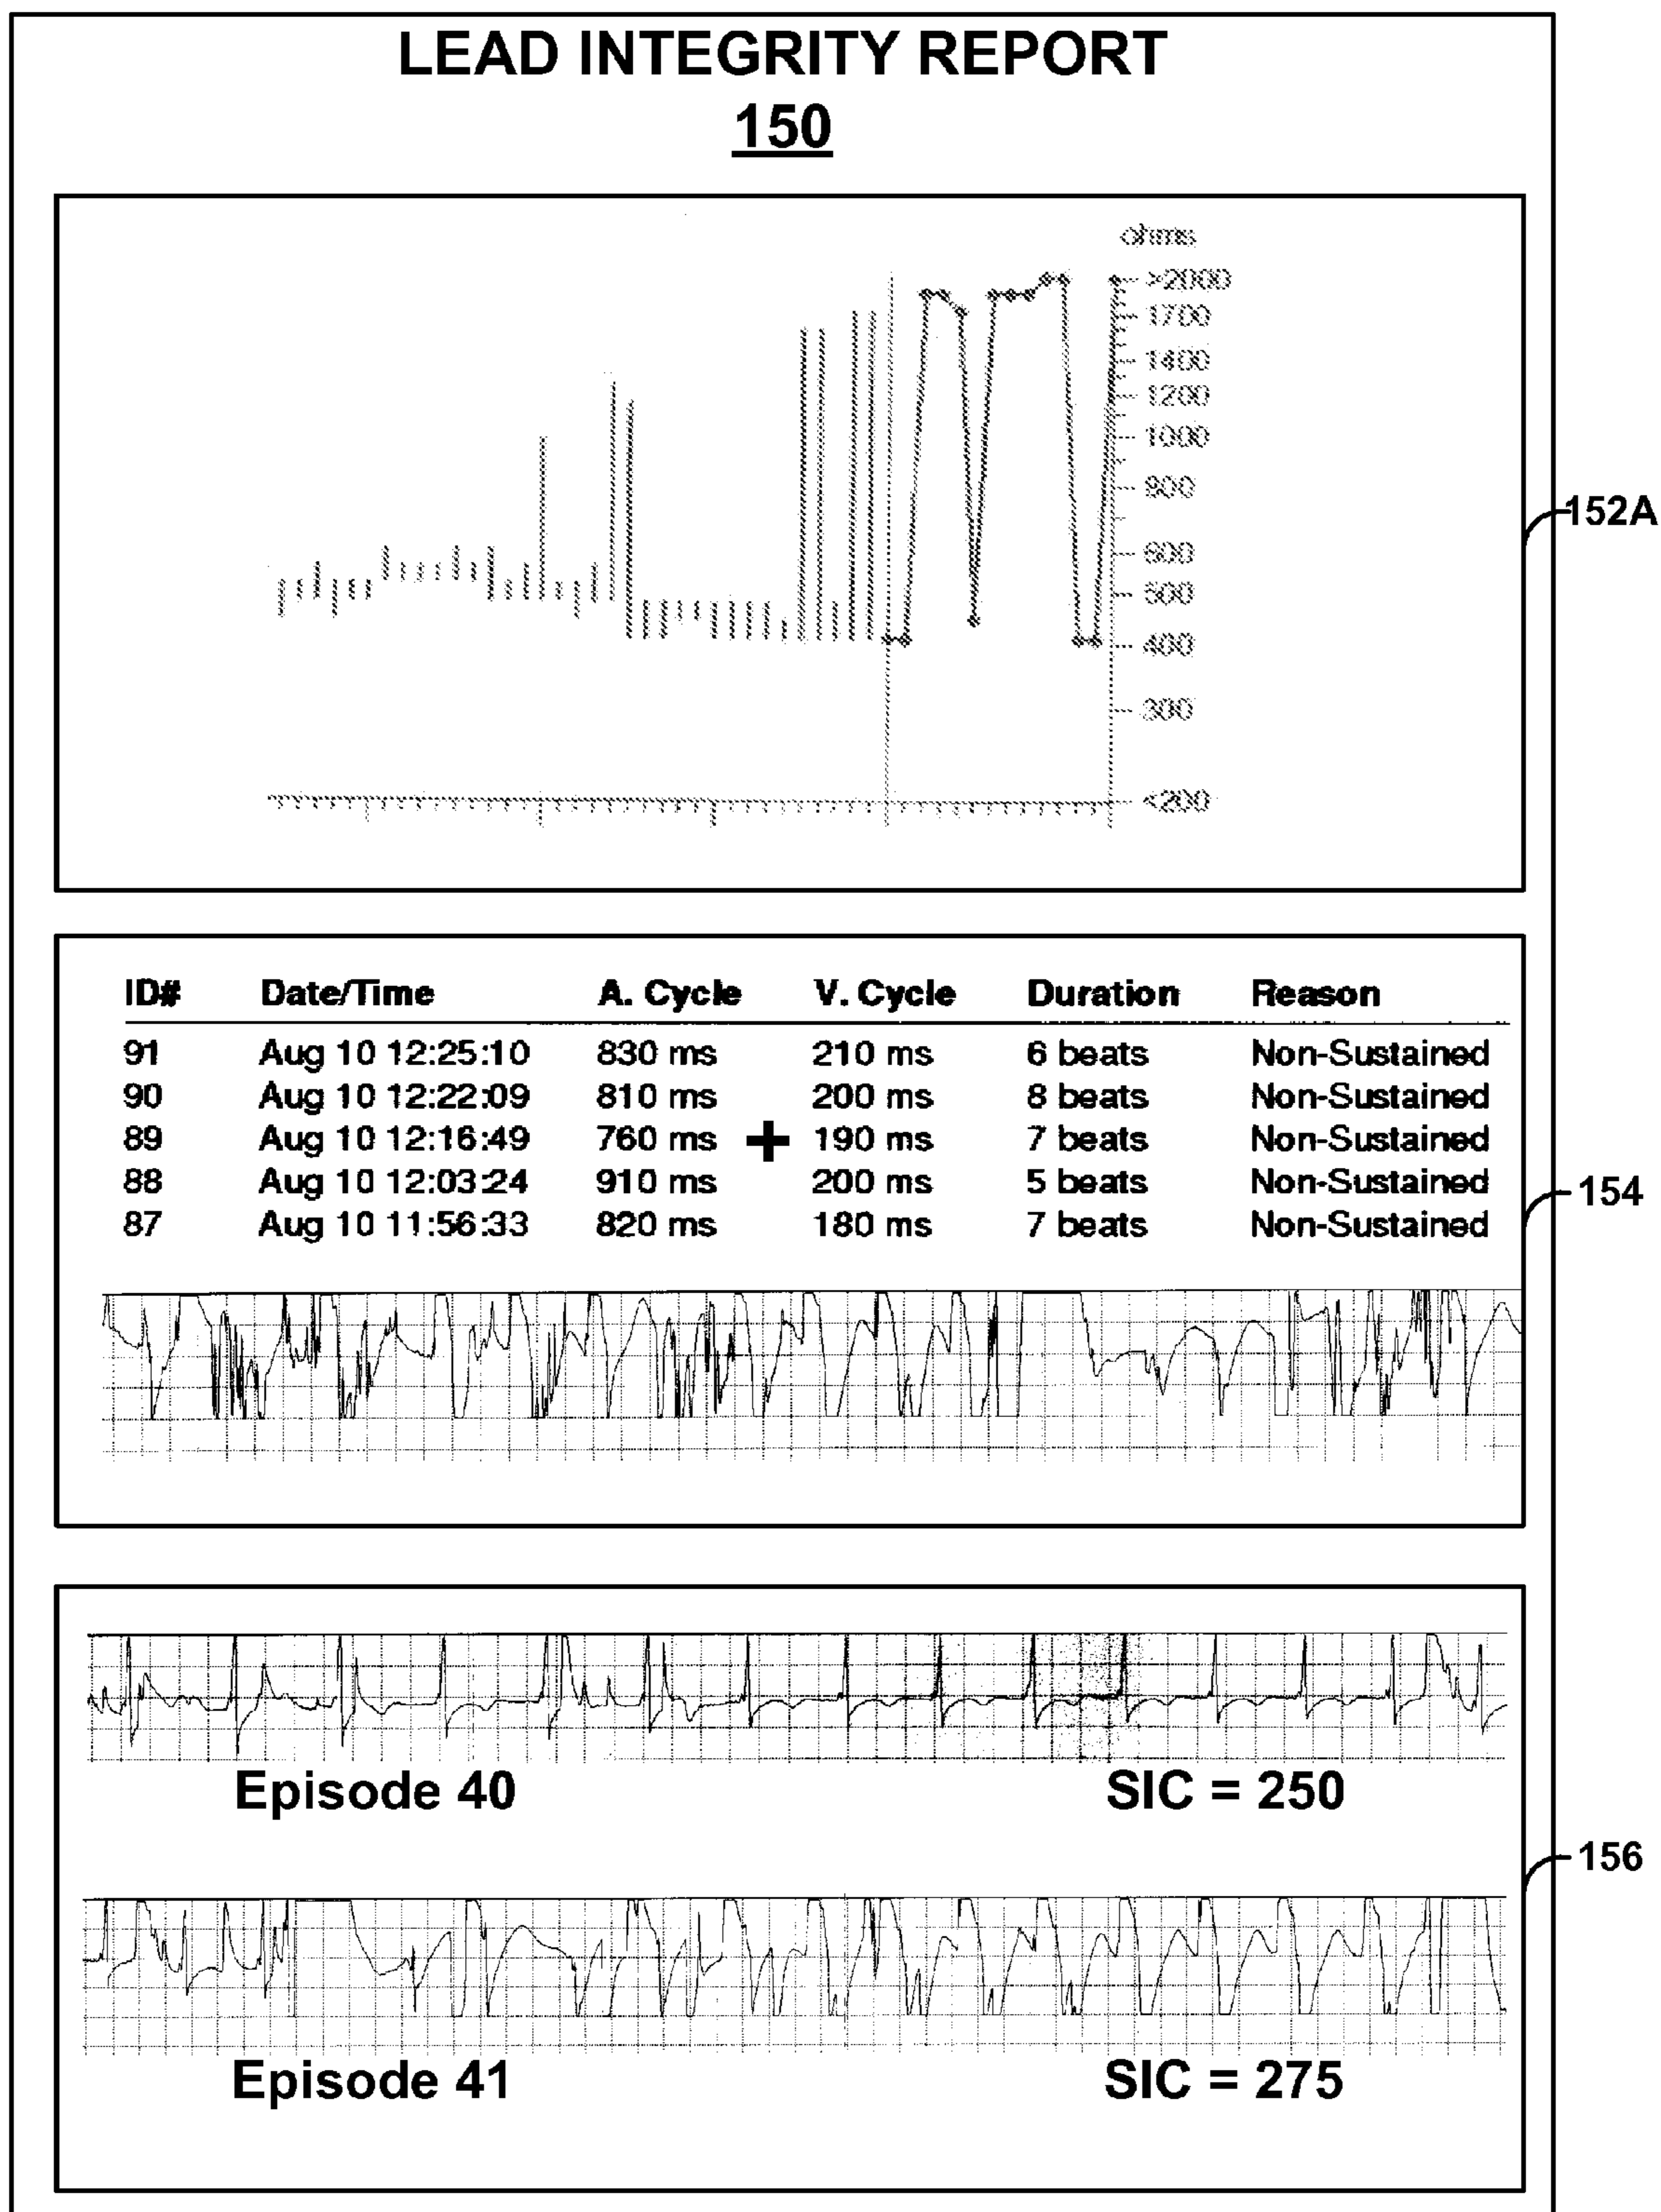 LEAD INTEGRITY REPORT
150
ohms
>2000
1700
1400
1200
1000
800
600
500
400
300
<200
152A
ID# Date/Time A. Cycle V. Cycle Duration Reason
91 Aug 10 12:25:10 830 ms 210 ms 6 beats Non-Sustained
90 Aug 10 12:22:09 810 ms 200 ms 8 beats Non-Sustained
89 Aug 10 12:16:49 760 ms + 190 ms 7 beats Non-Sustained
88 Aug 10 12:03:24 910 ms 200 ms 5 beats Non-Sustained
87 Aug 10 11:56:33 820 ms 180 ms 7 beats Non-Sustained
154
Episode 40 SIC = 250
156
Episode 41 SIC = 275